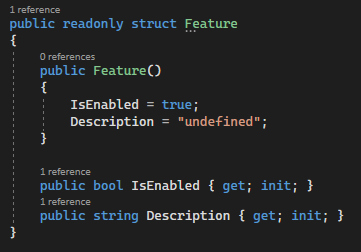 1 reference
public readonly struct Feature
{
0 references
public Feature()
{
IsEnabled = true;
Description = "undefined";
}
1 reference
public bool IsEnabled { get; init; }
1 reference
public string Description { get; init; }
}